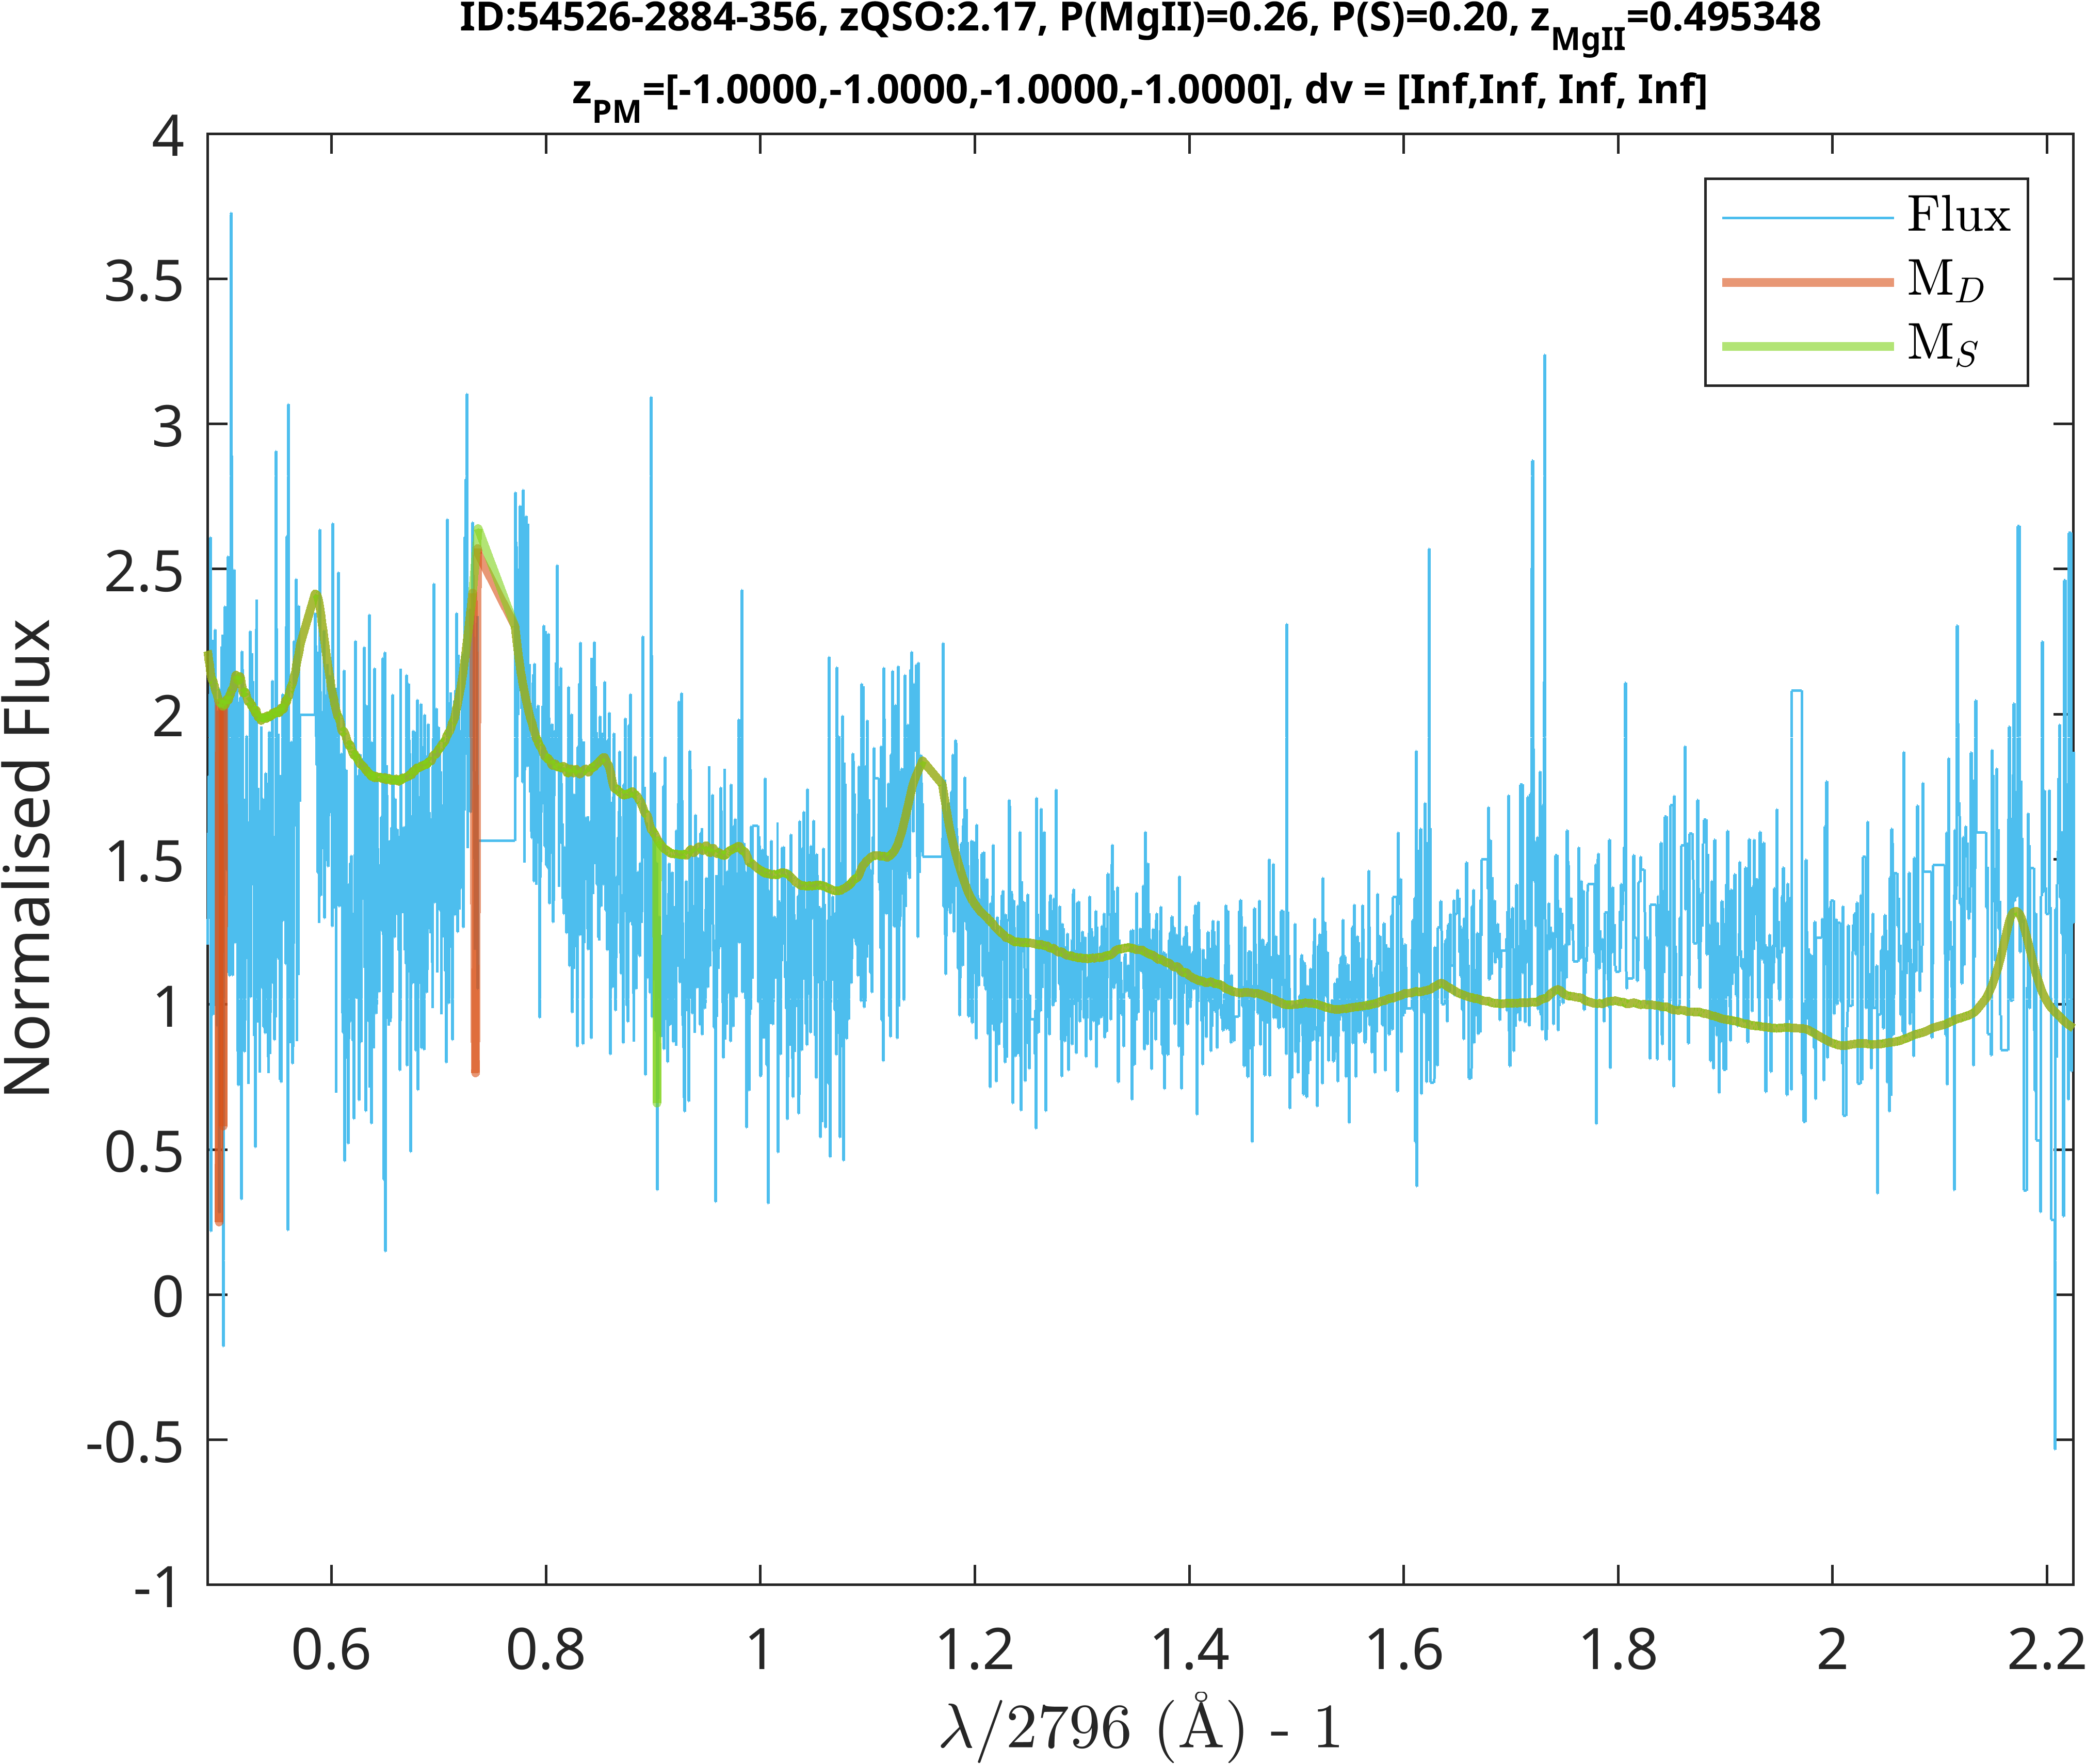 ID:54526-2884-356, zQSO:2.17, P(MgII)=0.26, P(S)=0.20, zMgII=0.495348
zPM=[-1.0000,-1.0000,-1.0000,-1.0000], dv = [Inf,Inf, Inf, Inf]
4
3.5
3
2.5
2
1.5
1
0.5
0
-0.5
-1
Normalised Flux
Flux
MD
MS
0.6 0.8 1 1.2 1.4 1.6 1.8 2 2.2
λ/2796 (Å) - 1